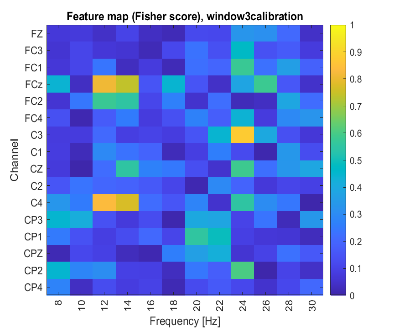 Feature map (Fisher score), window3calibration
Channel
FZ
FC3
FC1
FCz
FC2
FC4
C3
C1
CZ
C2
C4
CP3
CP1
CPZ
CP2
CP4
8 10 12 14 16 18 20 22 24 26 28 30
Frequency [Hz]
1
0.9
0.8
0.7
0.6
0.5
0.4
0.3
0.2
0.1
0